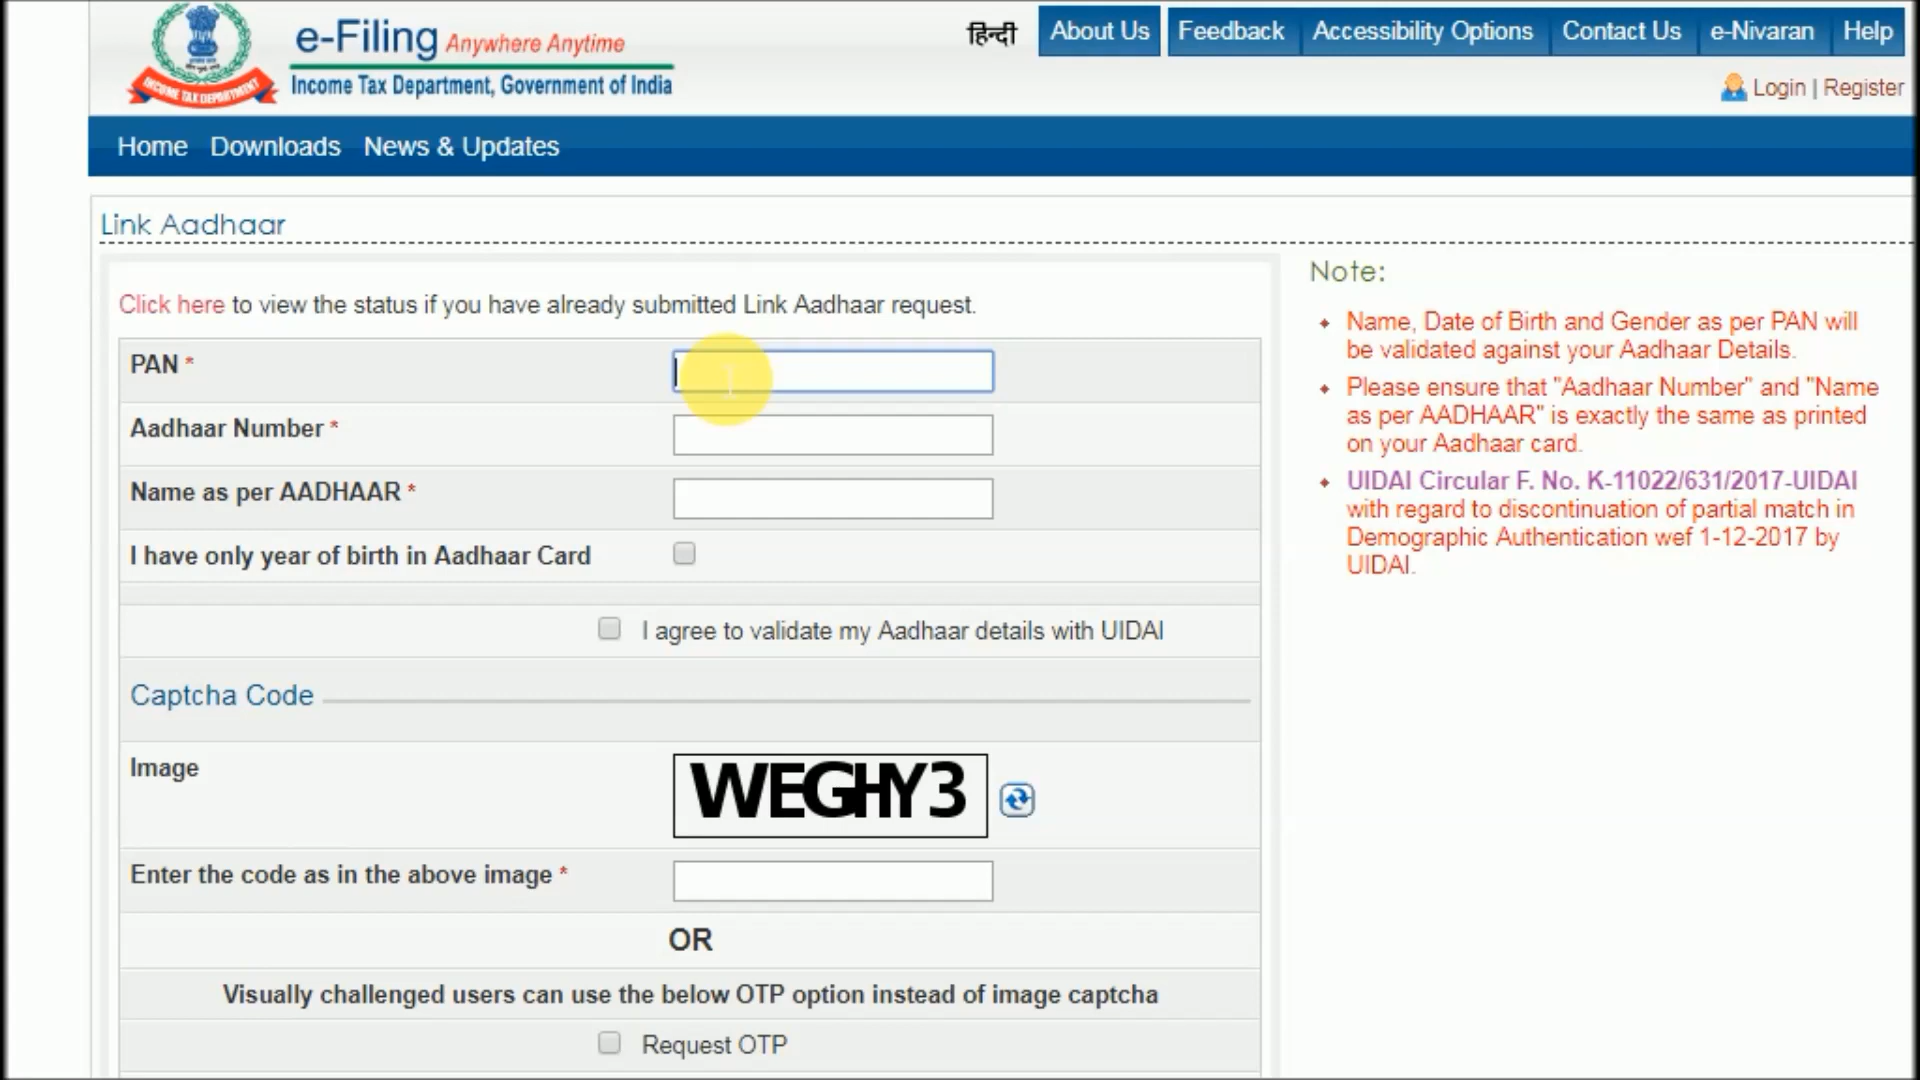 हिन्दी
About Us
Feedback
Accessibility Options
Contact Us
e-Nivaran
Help
e-Filing Anywhere Anytime
Income Tax Department, Government of India
INCOME TAX DEPARTMENT
Login | Register
Home
Downloads
News & Updates
Link Aadhaar
Click here to view the status if you have already submitted Link Aadhaar request.
PAN *
Aadhaar Number *
Name as per AADHAAR *
I have only year of birth in Aadhaar Card
I agree to validate my Aadhaar details with UIDAI
Captcha Code
Image
WEGHY3
Enter the code as in the above image *
OR
Visually challenged users can use the below OTP option instead of image captcha
Request OTP
Note:
Name, Date of Birth and Gender as per PAN will
be validated against your Aadhaar Details.
Please ensure that "Aadhaar Number" and "Name
as per AADHAAR" is exactly the same as printed
on your Aadhaar card.
UIDAI Circular F. No. K-11022/631/2017-UIDAI
with regard to discontinuation of partial match in
Demographic Authentication wef 1-12-2017 by
UIDAI.